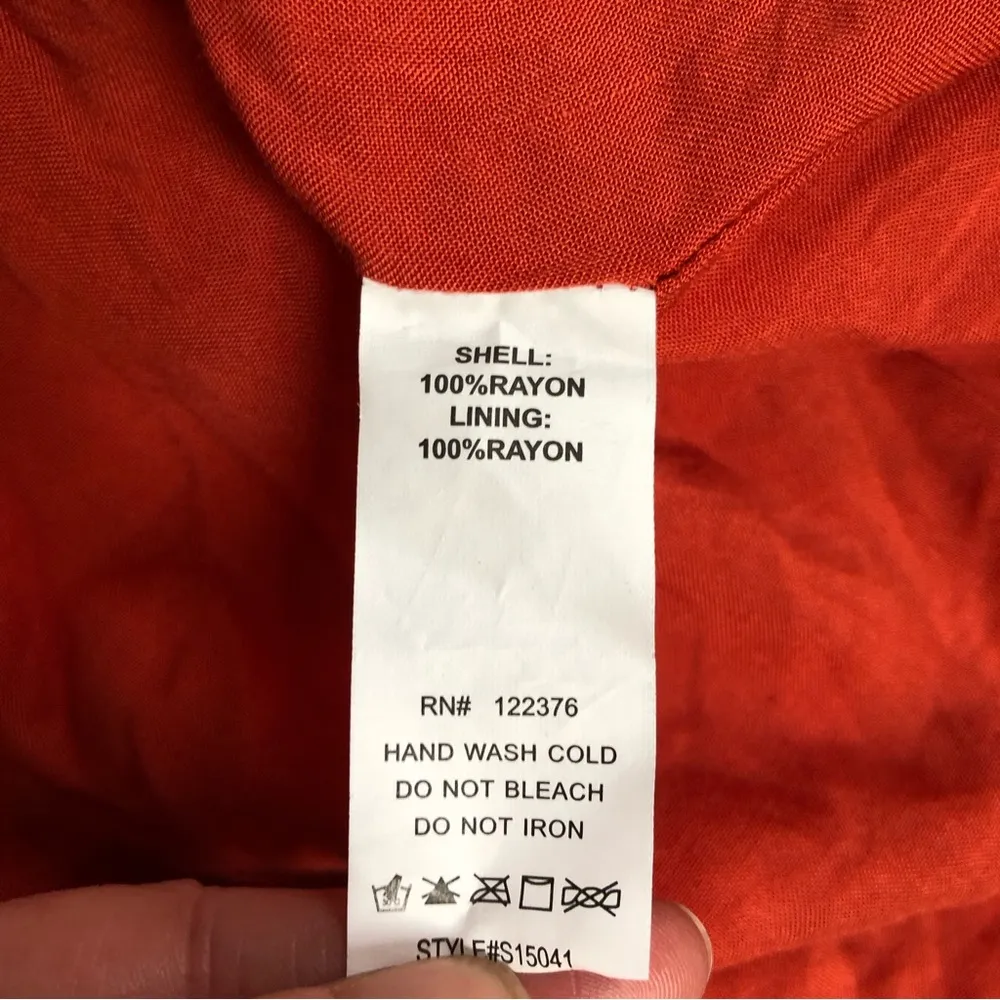 SHELL:
100%RAYON
LINING:
100%RAYON
RN# 122376
HAND WASH COLD
DO NOT BLEACH
DO NOT IRON
STYLE#S15041